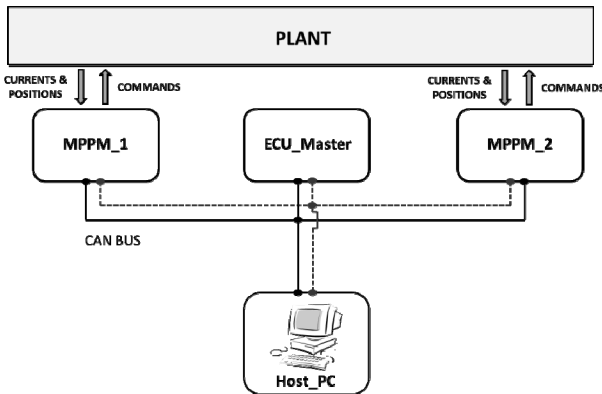 PLANT
CURRENTS &
POSITIONS
COMMANDS
CURRENTS &
POSITIONS
COMMANDS
MPPM_1
ECU_Master
MPPM_2
CAN BUS
Host_PC